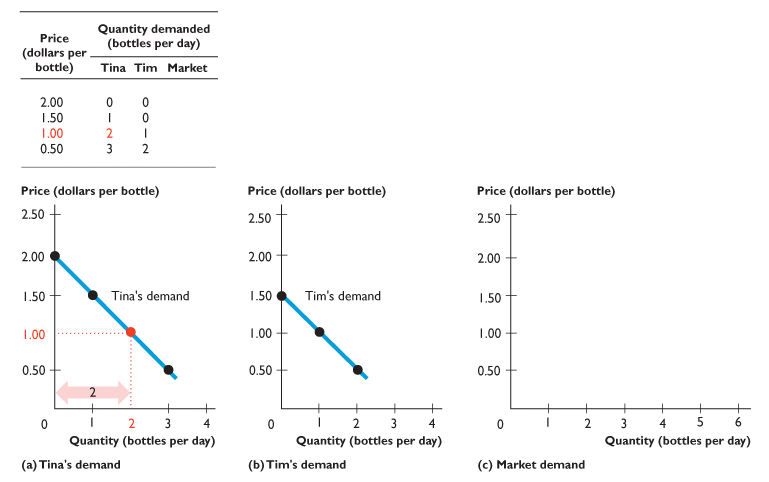 Quantity demanded
(bottles per day)
Price
(dollars per
bottle)
Tina Tim Market
2.00 0 0
1.50 1 0
1.00 2 1
0.50 3 2
Price (dollars per bottle)
2.50
2.00
1.50
1.00
0.50
0
1 2 3 4
Tina's demand
2
Quantity (bottles per day)
(a) Tina's demand
Price (dollars per bottle)
2.50
2.00
1.50
1.00
0.50
0
1 2 3 4
Tim's demand
Quantity (bottles per day)
(b) Tim's demand
Price (dollars per bottle)
2.50
2.00
1.50
1.00
0.50
0
1 2 3 4 5 6
Quantity (bottles per day)
(c) Market demand